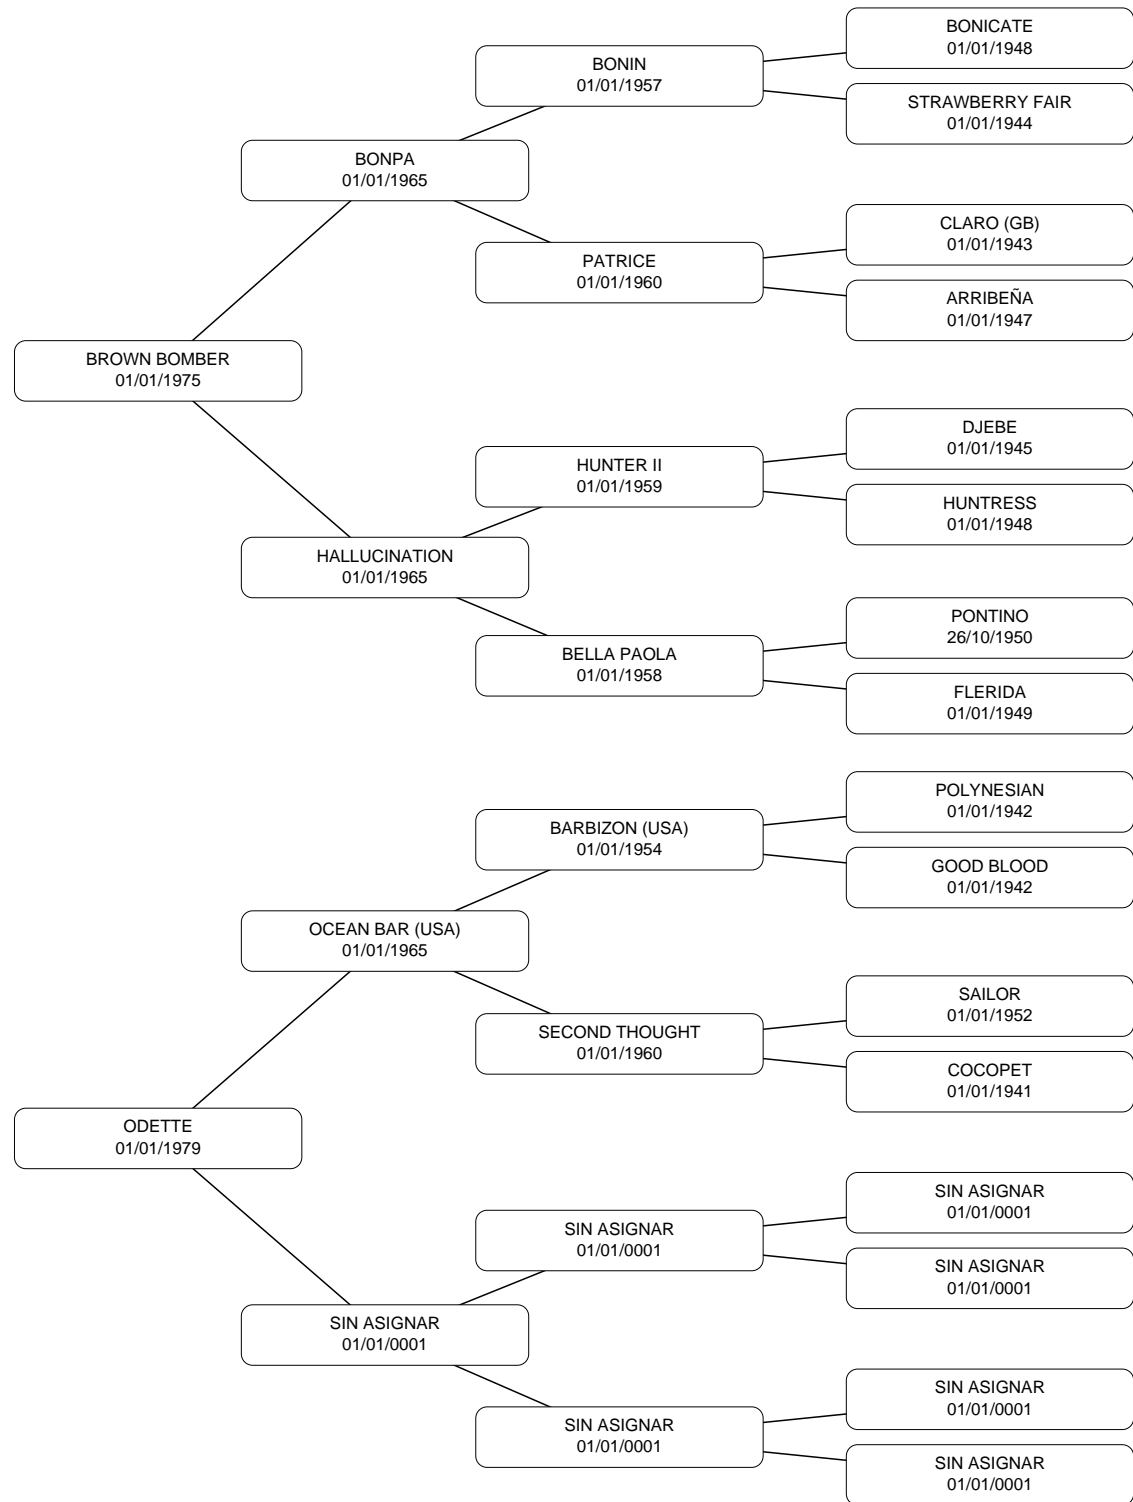 BONICATE
01/01/1948
BONIN
01/01/1957
STRAWBERRY FAIR
01/01/1944
BONPA
01/01/1965
CLARO (GB)
01/01/1943
PATRICE
01/01/1960
ARRIBEÑA
01/01/1947
BROWN BOMBER
01/01/1975
DJEBE
01/01/1945
HUNTER II
01/01/1959
HUNTRESS
01/01/1948
HALLUCINATION
01/01/1965
PONTINO
26/10/1950
BELLA PAOLA
01/01/1958
FLERIDA
01/01/1949
POLYNESIAN
01/01/1942
BARBIZON (USA)
01/01/1954
GOOD BLOOD
01/01/1942
OCEAN BAR (USA)
01/01/1965
SAILOR
01/01/1952
SECOND THOUGHT
01/01/1960
COCOPET
01/01/1941
ODETTE
01/01/1979
SIN ASIGNAR
01/01/0001
SIN ASIGNAR
01/01/0001
SIN ASIGNAR
01/01/0001
SIN ASIGNAR
01/01/0001
SIN ASIGNAR
01/01/0001
SIN ASIGNAR
01/01/0001
SIN ASIGNAR
01/01/0001